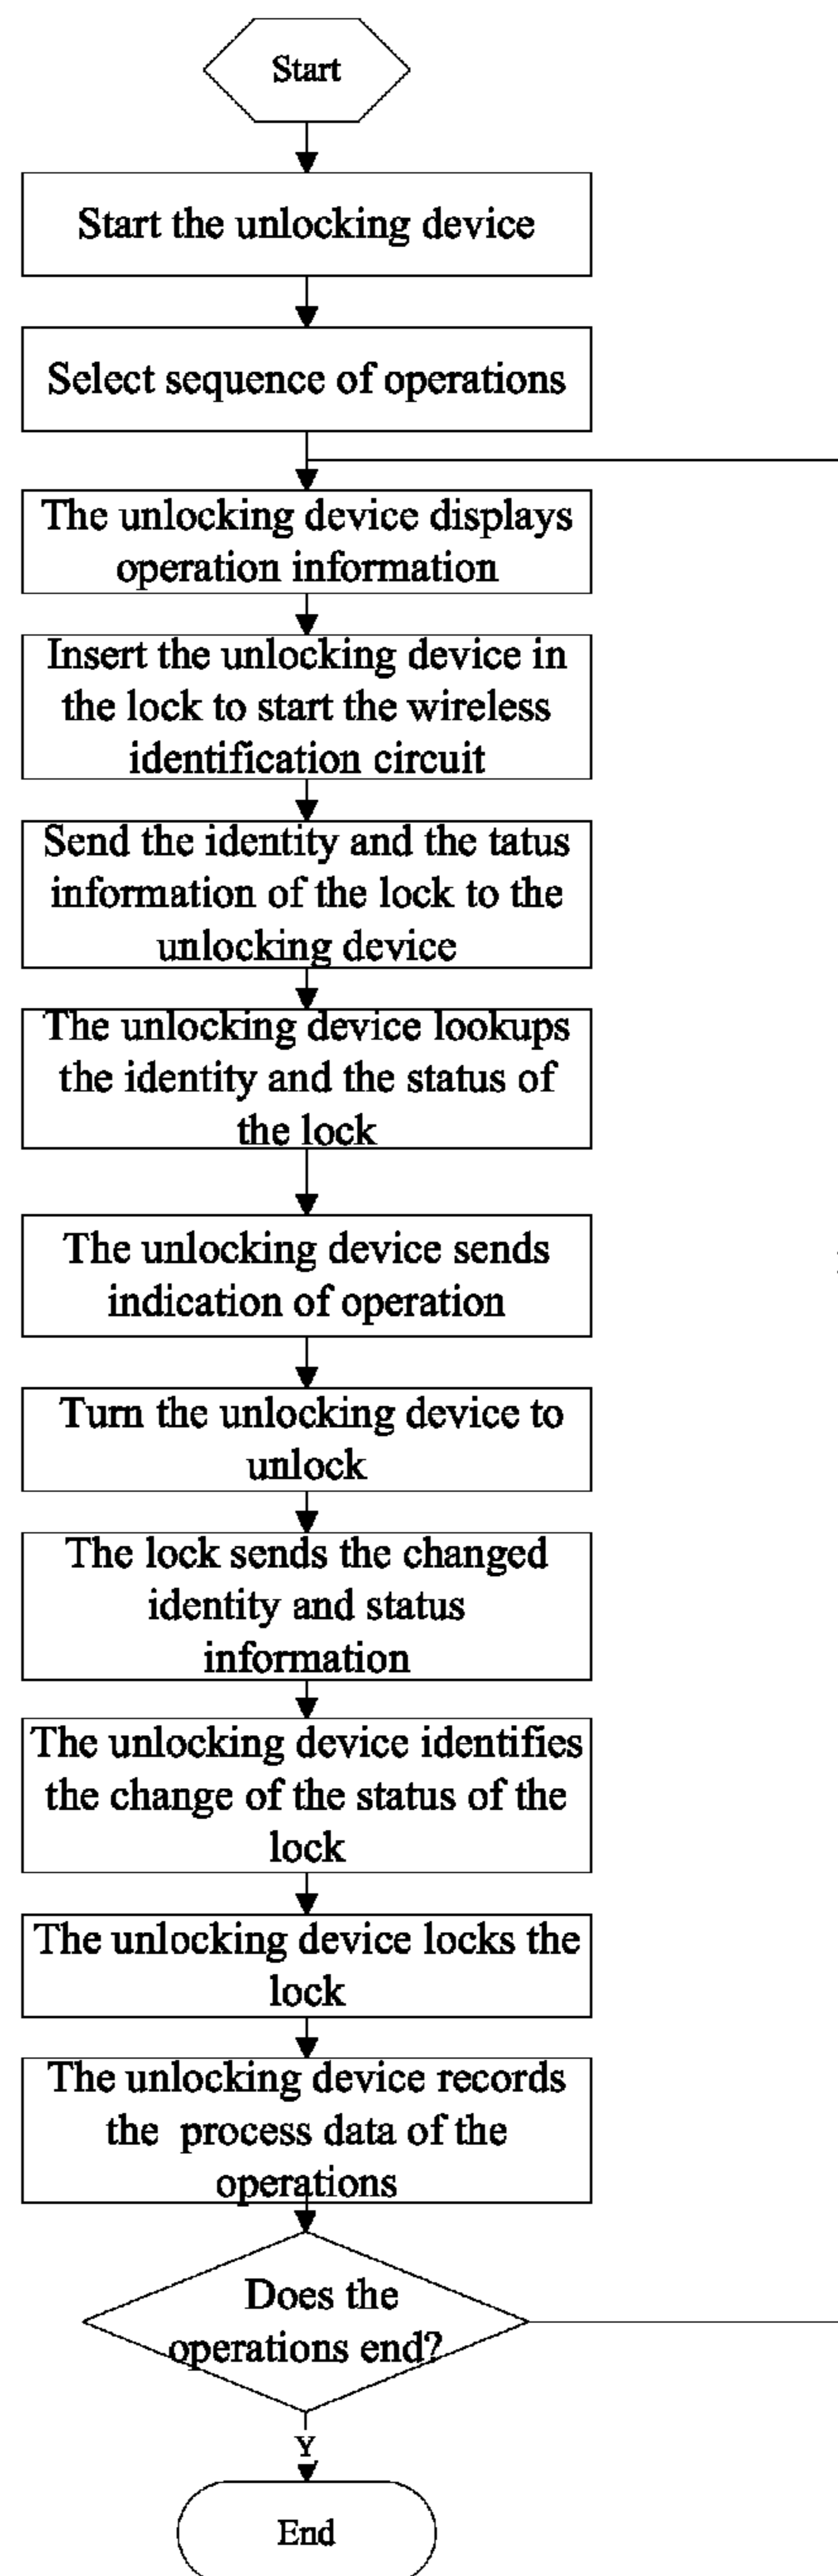 Start
Start the unlocking device
Select sequence of operations
The unlocking device displays
operation information
Insert the unlocking device in
the lock to start the wireless
identification circuit
Send the identity and the tatus
information of the lock to the
unlocking device
The unlocking device lookups
the identity and the status of
the lock
The unlocking device sends
indication of operation
Turn the unlocking device to
unlock
The lock sends the changed
identity and status
information
The unlocking device identifies
the change of the status of the
lock
The unlocking device locks the
lock
The unlocking device records
the process data of the
operations
Does the
operations end?
Y
End